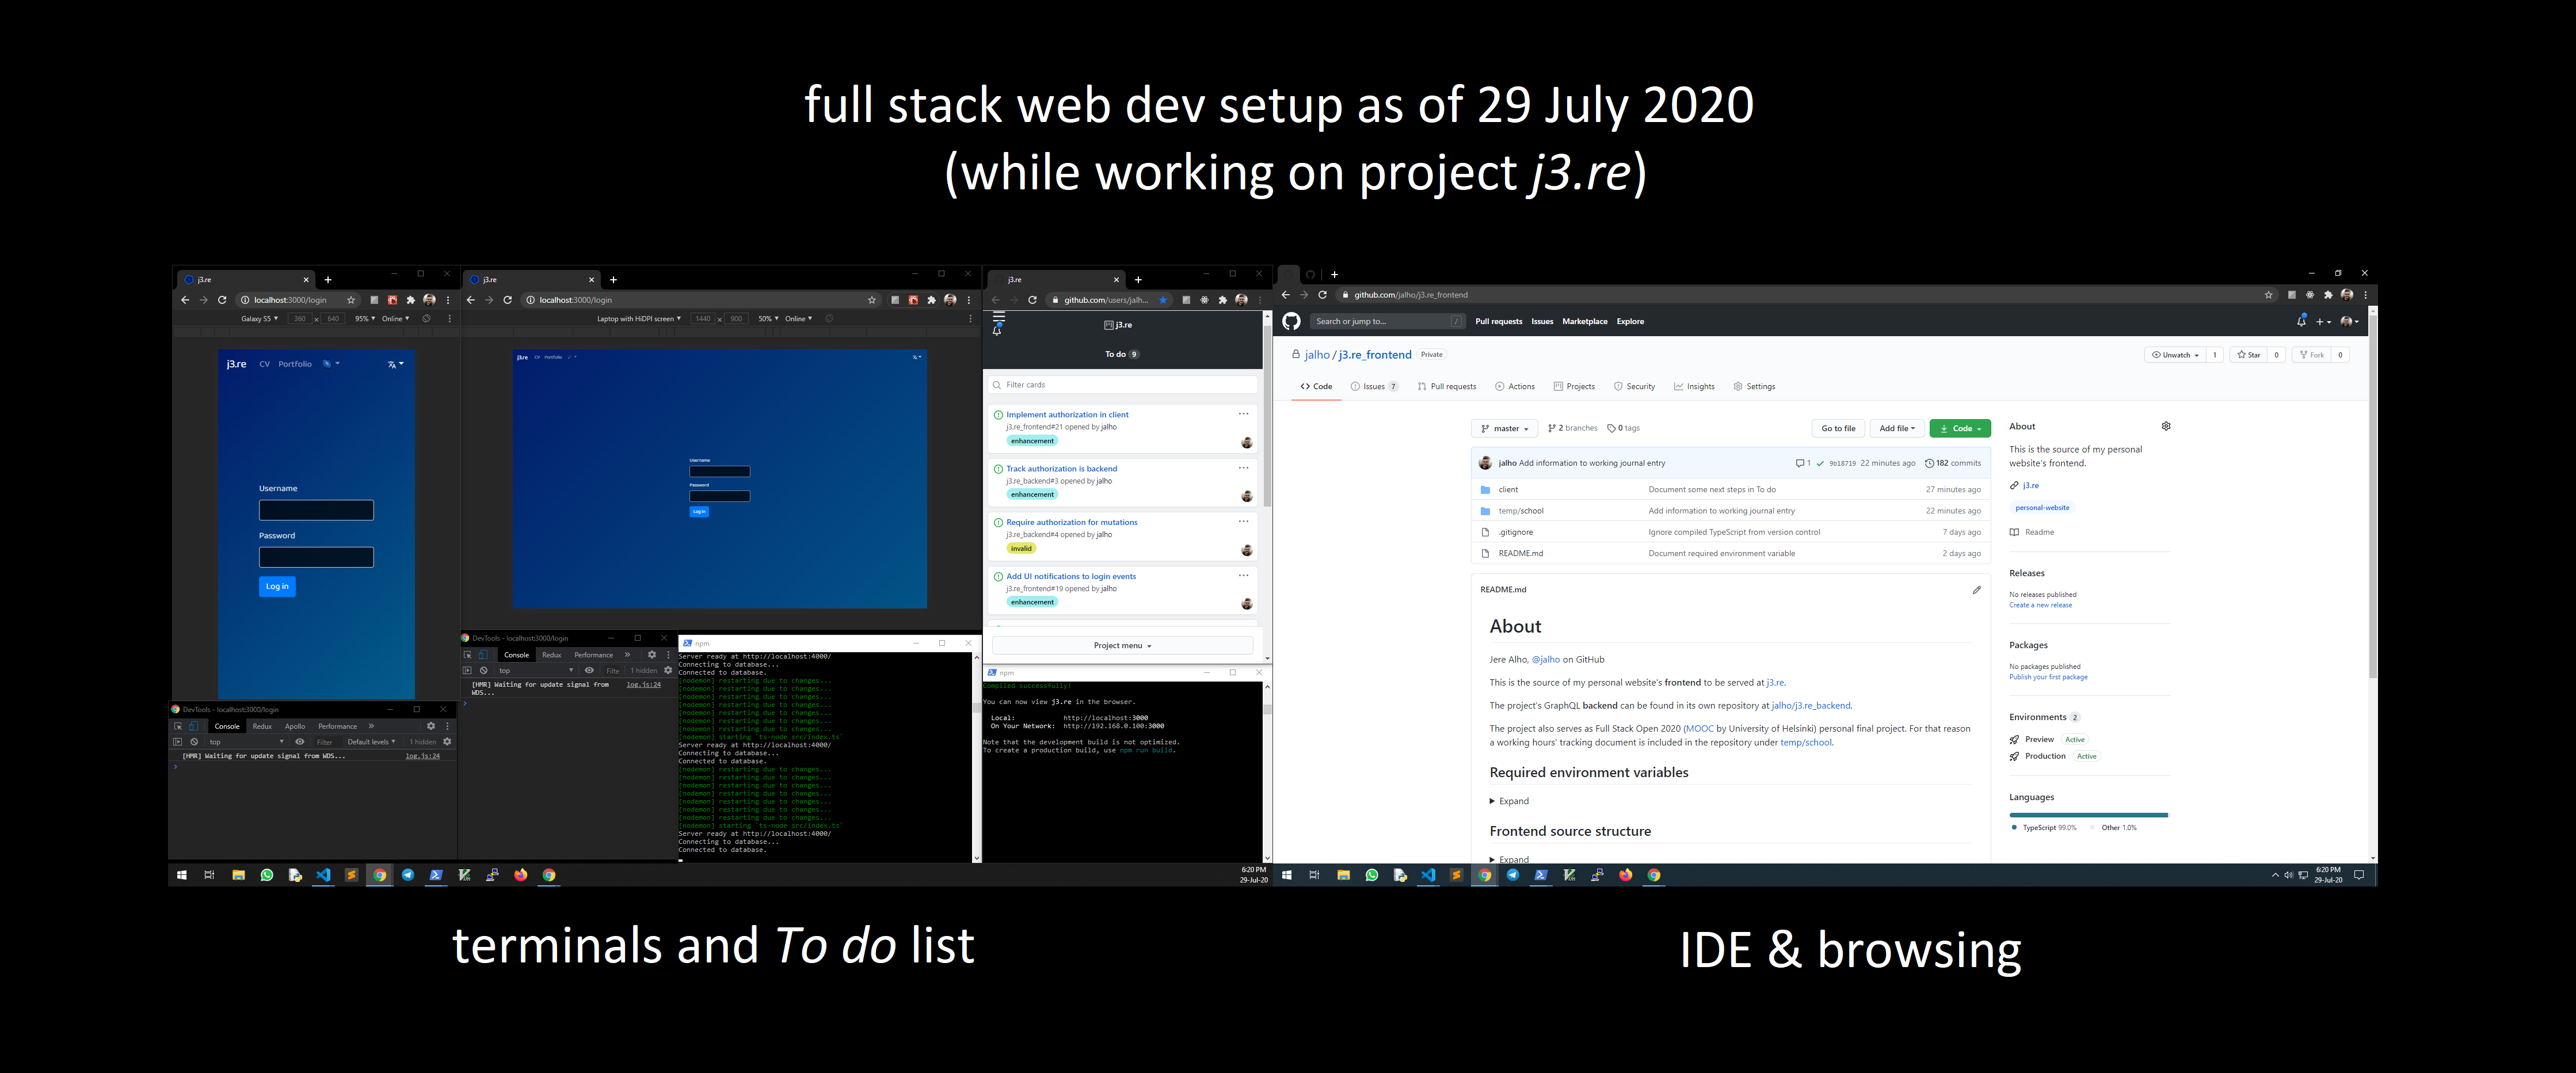 full stack web dev setup as of 29 July 2020
(while working on project j3.re)
j3.re
localhost:3000/login
Galaxy S5 360 x 640 95% Online
j3.re CV Portfolio
Username
Password
Log in
DevTools - localhost:3000/login
Console Redux Apollo Performance
top Filter Default levels 1 hidden
[HMR] Waiting for update signal from WDS... log.js:24
j3.re
localhost:3000/login
Laptop with HiDPI screen 1440 x 900 50% Online
j3.re CV Portfolio
Username
Password
Log in
DevTools - localhost:3000/login
Console Redux Performance
top Filte 1 hidden
[HMR] Waiting for update signal from log.js:24
WDS...
npm
Server ready at http://localhost:4000/
Connecting to database...
Connected to database.
[nodemon] restarting due to changes...
[nodemon] restarting due to changes...
[nodemon] restarting due to changes...
[nodemon] restarting due to changes...
[nodemon] restarting due to changes...
[nodemon] restarting due to changes...
[nodemon] restarting due to changes...
[nodemon] starting `ts-node src/index.ts`
Server ready at http://localhost:4000/
Connecting to database...
Connected to database.
[nodemon] restarting due to changes...
[nodemon] restarting due to changes...
[nodemon] restarting due to changes...
[nodemon] restarting due to changes...
[nodemon] restarting due to changes...
[nodemon] restarting due to changes...
[nodemon] restarting due to changes...
[nodemon] starting `ts-node src/index.ts`
Server ready at http://localhost:4000/
Connecting to database...
Connected to database.
j3.re
github.com/users/jalh...
j3.re
To do 9
Filter cards
Implement authorization in client
j3.re_frontend#21 opened by jalho
enhancement
Track authorization is backend
j3.re_backend#3 opened by jalho
enhancement
Require authorization for mutations
j3.re_backend#4 opened by jalho
invalid
Add UI notifications to login events
j3.re_frontend#19 opened by jalho
enhancement
Project menu
npm
Compiled successfully!
You can now view j3.re in the browser.
Local: http://localhost:3000
On Your Network: http://192.168.0.100:3000
Note that the development build is not optimized.
To create a production build, use npm run build.
6:20 PM
29-Jul-20
github.com/jalho/j3.re_frontend
Search or jump to... / Pull requests Issues Marketplace Explore
jalho / j3.re_frontend Private
Unwatch 1 Star 0 Fork 0
Code Issues 7 Pull requests Actions Projects Security Insights Settings
master 2 branches 0 tags Go to file Add file Code
jalho Add information to working journal entry 1 9b18719 22 minutes ago 182 commits
client Document some next steps in To do 27 minutes ago
temp/school Add information to working journal entry 22 minutes ago
.gitignore Ignore compiled TypeScript from version control 7 days ago
README.md Document required environment variable 2 days ago
README.md
About
Jere Alho, @jalho on GitHub
This is the source of my personal website's frontend to be served at j3.re.
The project's GraphQL backend can be found in its own repository at jalho/j3.re_backend.
The project also serves as Full Stack Open 2020 (MOOC by University of Helsinki) personal final project. For that reason
a working hours' tracking document is included in the repository under temp/school.
Required environment variables
Expand
Frontend source structure
Expand
About
This is the source of my personal
website's frontend.
j3.re
personal-website
Readme
Releases
No releases published
Create a new release
Packages
No packages published
Publish your first package
Environments 2
Preview Active
Production Active
Languages
TypeScript 99.0% Other 1.0%
6:20 PM
29-Jul-20
terminals and To do list
IDE & browsing